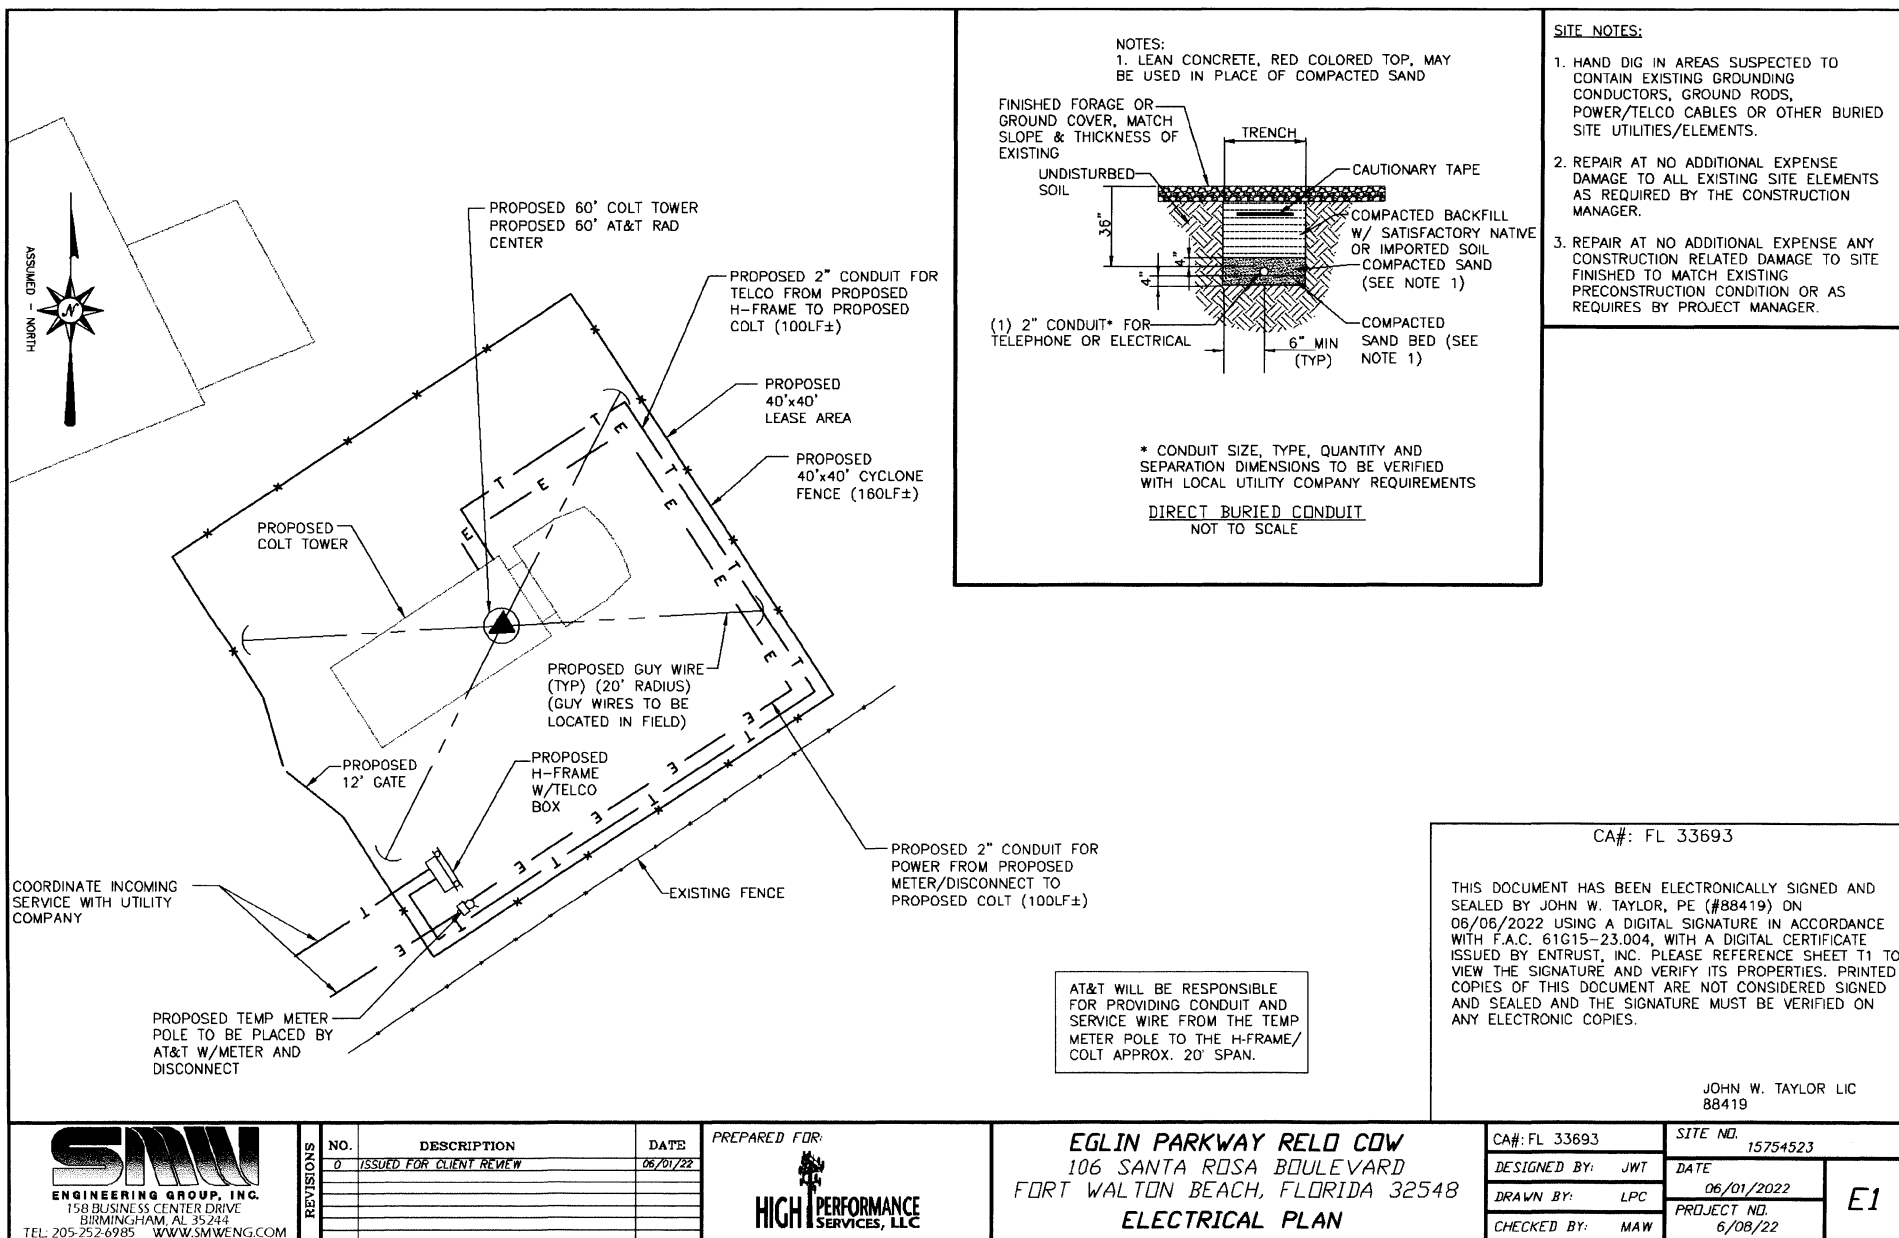 NOTES:
1. LEAN CONCRETE, RED COLORED TOP, MAY
BE USED IN PLACE OF COMPACTED SAND
FINISHED FORAGE OR
GROUND COVER, MATCH
SLOPE & THICKNESS OF
EXISTING
TRENCH
UNDISTURBED
SOIL
CAUTIONARY TAPE
36"
4"
4"
COMPACTED BACKFILL
W/ SATISFACTORY NATIVE
OR IMPORTED SOIL
COMPACTED SAND
(SEE NOTE 1)
(1) 2" CONDUIT* FOR
TELEPHONE OR ELECTRICAL
6" MIN
(TYP)
COMPACTED
SAND BED (SEE
NOTE 1)
* CONDUIT SIZE, TYPE, QUANTITY AND
SEPARATION DIMENSIONS TO BE VERIFIED
WITH LOCAL UTILITY COMPANY REQUIREMENTS
DIRECT BURIED CONDUIT
NOT TO SCALE
SITE NOTES:
1. HAND DIG IN AREAS SUSPECTED TO
CONTAIN EXISTING GROUNDING
CONDUCTORS, GROUND RODS,
POWER/TELCO CABLES OR OTHER BURIED
SITE UTILITIES/ELEMENTS.
2. REPAIR AT NO ADDITIONAL EXPENSE
DAMAGE TO ALL EXISTING SITE ELEMENTS
AS REQUIRED BY THE CONSTRUCTION
MANAGER.
3. REPAIR AT NO ADDITIONAL EXPENSE ANY
CONSTRUCTION RELATED DAMAGE TO SITE
FINISHED TO MATCH EXISTING
PRECONSTRUCTION CONDITION OR AS
REQUIRES BY PROJECT MANAGER.
ASSUMED - NORTH
N
PROPOSED 60' COLT TOWER
PROPOSED 60' AT&T RAD
CENTER
PROPOSED 2" CONDUIT FOR
TELCO FROM PROPOSED
H-FRAME TO PROPOSED
COLT (100LF±)
PROPOSED
40'x40'
LEASE AREA
PROPOSED
40'x40' CYCLONE
FENCE (160LF±)
PROPOSED
COLT TOWER
T T
E E E
T T T T
E E E
PROPOSED GUY WIRE
(TYP) (20' RADIUS)
(GUY WIRES TO BE
LOCATED IN FIELD)
PROPOSED
12' GATE
PROPOSED
H-FRAME
W/TELCO
BOX
E E E E E
T T T T T
PROPOSED 2" CONDUIT FOR
POWER FROM PROPOSED
METER/DISCONNECT TO
PROPOSED COLT (100LF±)
EXISTING FENCE
COORDINATE INCOMING
SERVICE WITH UTILITY
COMPANY
T
E
PROPOSED TEMP METER
POLE TO BE PLACED BY
AT&T W/METER AND
DISCONNECT
AT&T WILL BE RESPONSIBLE
FOR PROVIDING CONDUIT AND
SERVICE WIRE FROM THE TEMP
METER POLE TO THE H-FRAME/
COLT APPROX. 20' SPAN.
CA#: FL 33693
THIS DOCUMENT HAS BEEN ELECTRONICALLY SIGNED AND
SEALED BY JOHN W. TAYLOR, PE (#88419) ON
06/06/2022 USING A DIGITAL SIGNATURE IN ACCORDANCE
WITH F.A.C. 61G15-23.004, WITH A DIGITAL CERTIFICATE
ISSUED BY ENTRUST, INC. PLEASE REFERENCE SHEET T1 TO
VIEW THE SIGNATURE AND VERIFY ITS PROPERTIES. PRINTED
COPIES OF THIS DOCUMENT ARE NOT CONSIDERED SIGNED
AND SEALED AND THE SIGNATURE MUST BE VERIFIED ON
ANY ELECTRONIC COPIES.
JOHN W. TAYLOR LIC
88419
SMW
ENGINEERING GROUP, INC.
158 BUSINESS CENTER DRIVE
BIRMINGHAM, AL 35244
TEL: 205-252-6985 WWW.SMWENG.COM
REVISIONS
NO. DESCRIPTION DATE
0 ISSUED FOR CLIENT REVIEW 06/01/22
PREPARED FOR:
HIGH PERFORMANCE
SERVICES, LLC
EGLIN PARKWAY RELO COW
106 SANTA ROSA BOULEVARD
FORT WALTON BEACH, FLORIDA 32548
ELECTRICAL PLAN
CA#: FL 33693
DESIGNED BY: JWT
DRAWN BY: LPC
CHECKED BY: MAW
SITE NO.
15754523
DATE
06/01/2022
PROJECT NO.
6/08/22
E1